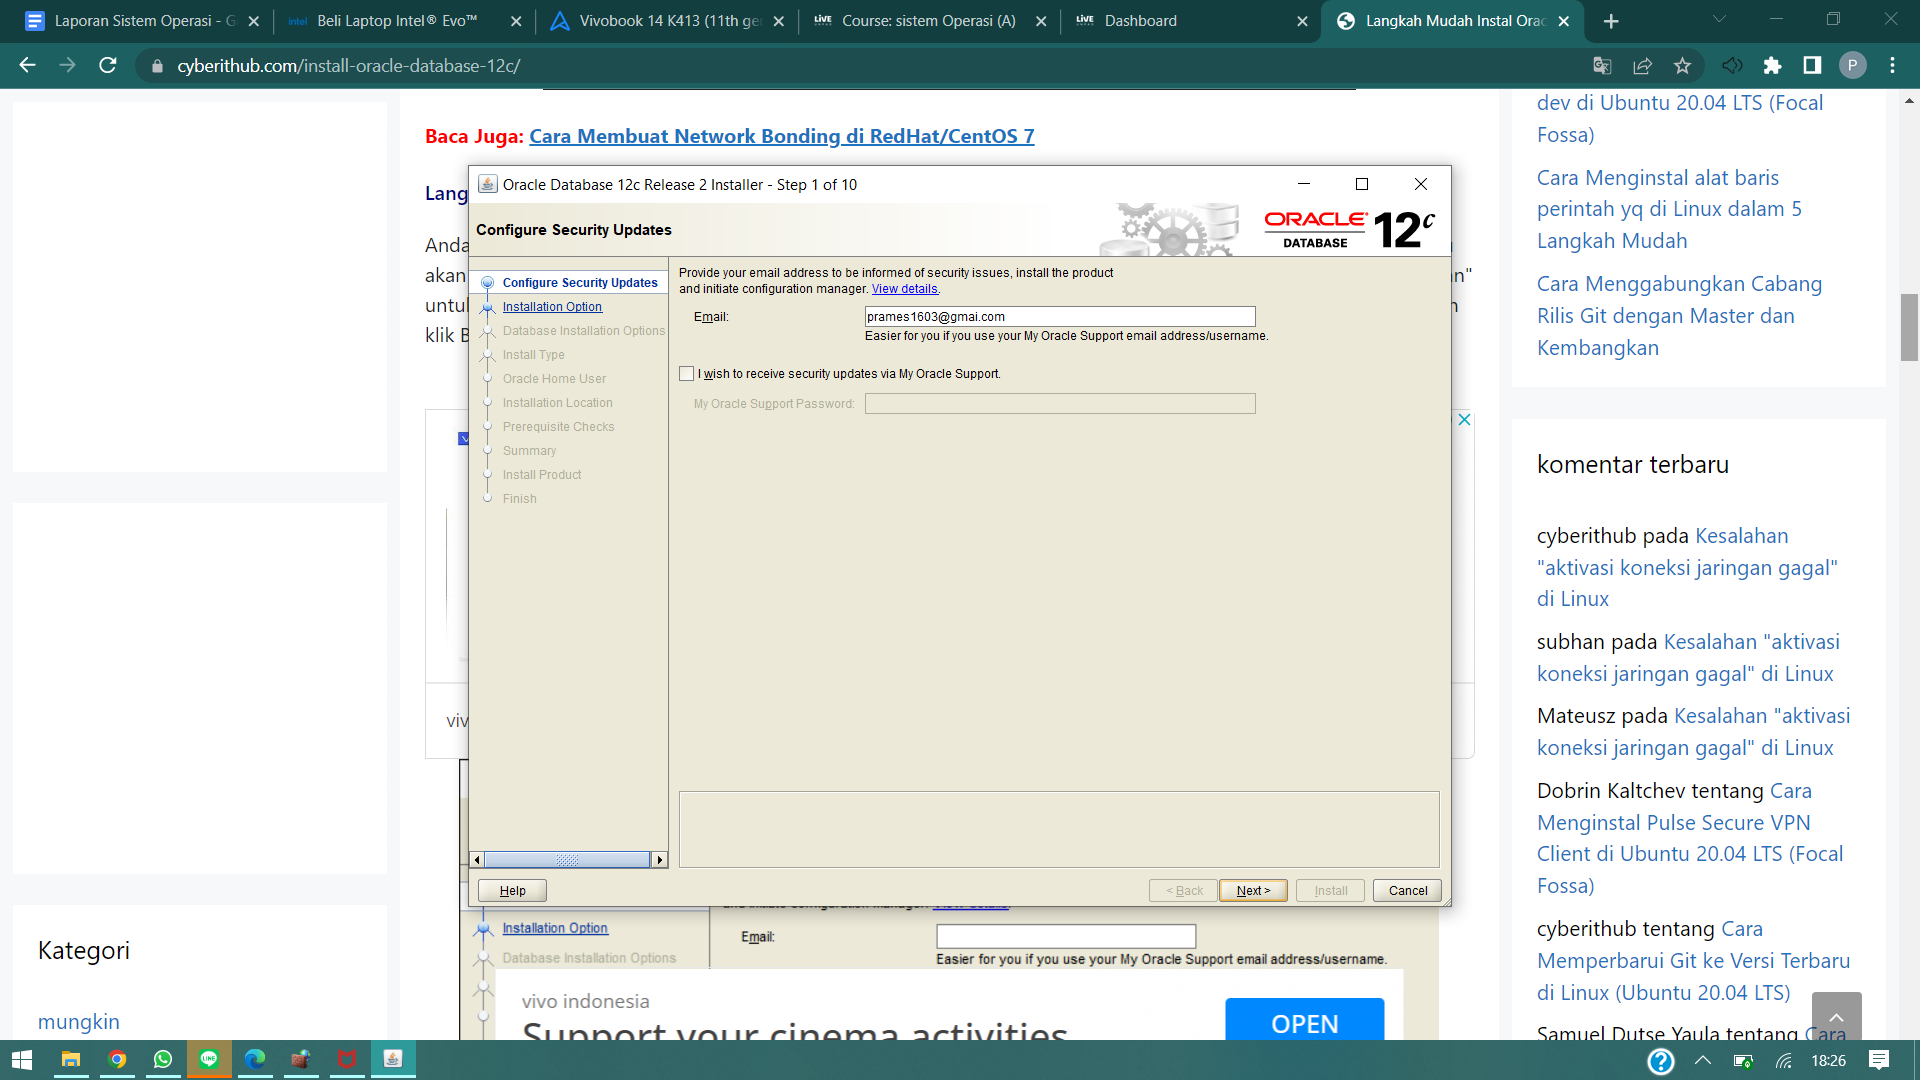 Laporan Sistem Operasi - G
intel Beli Laptop Intel® Evo™
Vivobook 14 K413 (11th ge
LIVE Course: sistem Operasi (A)
LIVE Dashboard
Langkah Mudah Instal Orac
cyberithub.com/install-oracle-database-12c/
P
Baca Juga: Cara Membuat Network Bonding di RedHat/CentOS 7
Lang
Anda
akan
untu
klik B
n"
n
viv
Oracle Database 12c Release 2 Installer - Step 1 of 10
Configure Security Updates
ORACLE
DATABASE 12c
Configure Security Updates
Installation Option
Database Installation Options
Install Type
Oracle Home User
Installation Location
Prerequisite Checks
Summary
Install Product
Finish
Provide your email address to be informed of security issues, install the product
and initiate configuration manager. View details.
Email: prames1603@gmai.com
Easier for you if you use your My Oracle Support email address/username.
I wish to receive security updates via My Oracle Support.
My Oracle Support Password:
Help
< Back
Next >
Install
Cancel
Installation Option
Database Installation Options
Email:
Easier for you if you use your My Oracle Support email address/username.
vivo indonesia
Support your cinema activities
OPEN
Kategori
mungkin
dev di Ubuntu 20.04 LTS (Focal
Fossa)
Cara Menginstal alat baris
perintah yq di Linux dalam 5
Langkah Mudah
Cara Menggabungkan Cabang
Rilis Git dengan Master dan
Kembangkan
komentar terbaru
cyberithub pada Kesalahan
"aktivasi koneksi jaringan gagal"
di Linux
subhan pada Kesalahan "aktivasi
koneksi jaringan gagal" di Linux
Mateusz pada Kesalahan "aktivasi
koneksi jaringan gagal" di Linux
Dobrin Kaltchev tentang Cara
Menginstal Pulse Secure VPN
Client di Ubuntu 20.04 LTS (Focal
Fossa)
cyberithub tentang Cara
Memperbarui Git ke Versi Terbaru
di Linux (Ubuntu 20.04 LTS)
Samuel Dutse Yaula tentang Cara
LINE
18:26